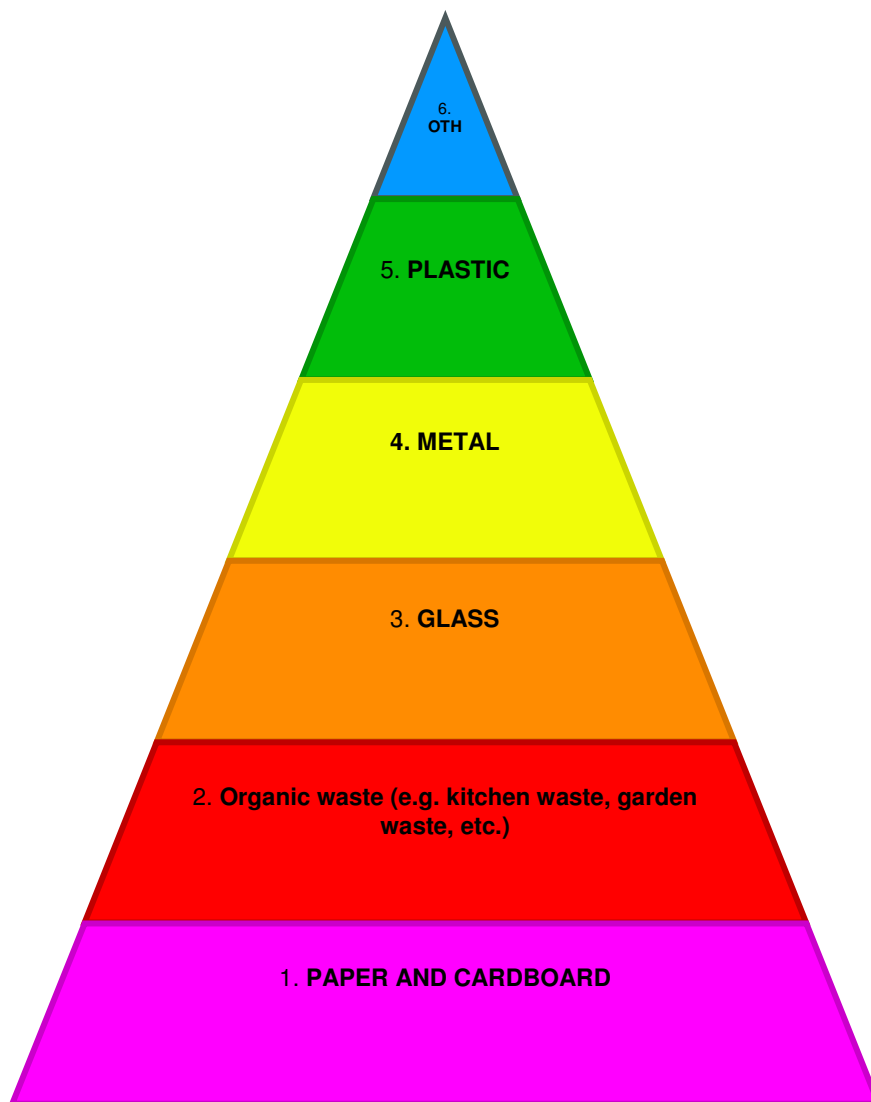 6.
OTH
5. PLASTIC
4. METAL
3. GLASS
2. Organic waste (e.g. kitchen waste, garden
waste, etc.)
1. PAPER AND CARDBOARD